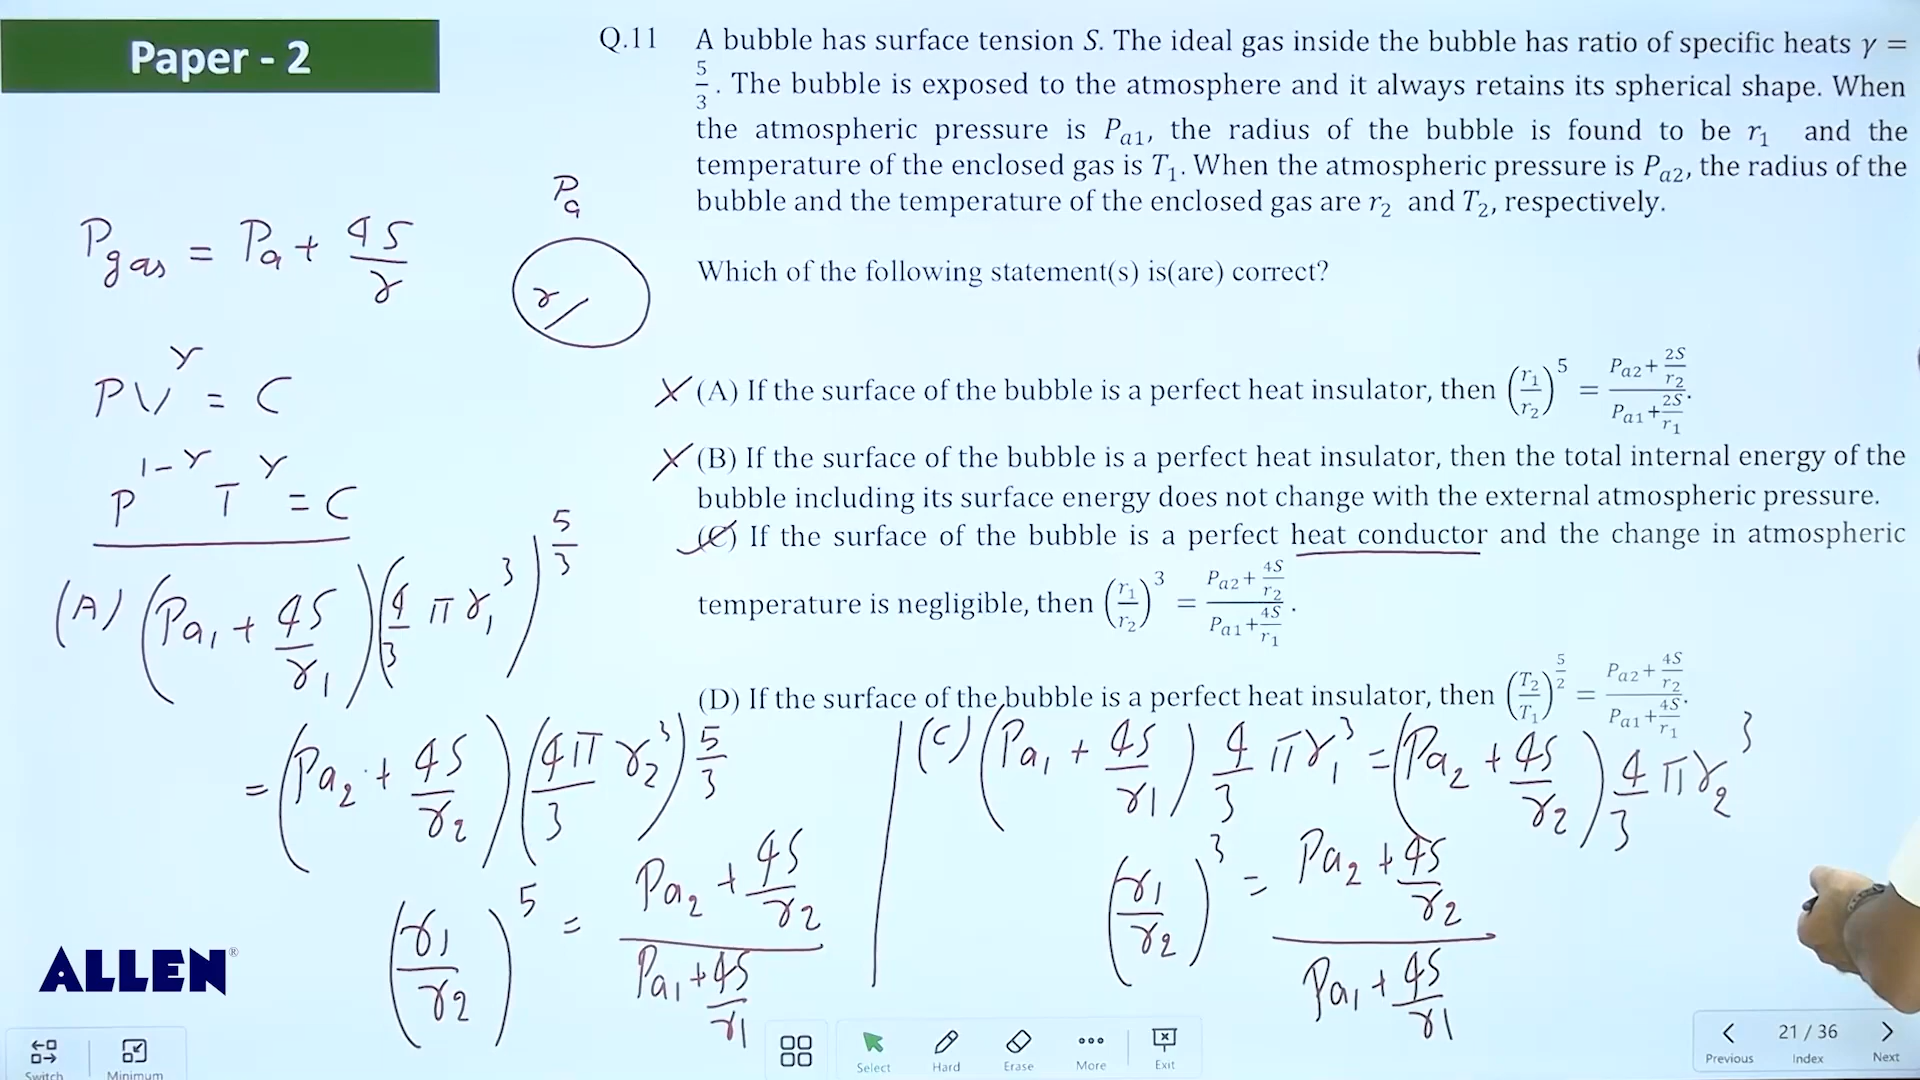 Paper - 2
Q.11 A bubble has surface tension S. The ideal gas inside the bubble has ratio of specific heats γ =
5/3. The bubble is exposed to the atmosphere and it always retains its spherical shape. When
the atmospheric pressure is Pa1, the radius of the bubble is found to be r1 and the
temperature of the enclosed gas is T1. When the atmospheric pressure is Pa2, the radius of the
bubble and the temperature of the enclosed gas are r2 and T2, respectively.
Which of the following statement(s) is(are) correct?
(A) If the surface of the bubble is a perfect heat insulator, then (r1/r2)^5 = (Pa2 + 2S/r2)/(Pa1 + 2S/r1).
(B) If the surface of the bubble is a perfect heat insulator, then the total internal energy of the
bubble including its surface energy does not change with the external atmospheric pressure.
(C) If the surface of the bubble is a perfect heat conductor and the change in atmospheric
temperature is negligible, then (r1/r2)^3 = (Pa2 + 4S/r2)/(Pa1 + 4S/r1).
(D) If the surface of the bubble is a perfect heat insulator, then (T2/T1)^(5/2) = (Pa2 + 4S/r2)/(Pa1 + 4S/r1).
Pa
r
Pgas = Pa + 4S/r
PV^γ = C
P^(1-γ) T^γ = C
(A) (Pa1 + 4S/r1) (4/3 π r1^3)^(5/3)
= (Pa2 + 4S/r2) (4π/3 r2^3)^(5/3)
(r1/r2)^5 = (Pa2 + 4S/r2)/(Pa1 + 4S/r1)
(C) (Pa1 + 4S/r1) 4/3 π r1^3 = (Pa2 + 4S/r2) 4/3 π r2^3
(r1/r2)^3 = (Pa2 + 4S/r2)/(Pa1 + 4S/r1)
ALLEN®
Switch
Minimum
Select
Hard
Erase
More
Exit
Previous
21 / 36
Index
Next